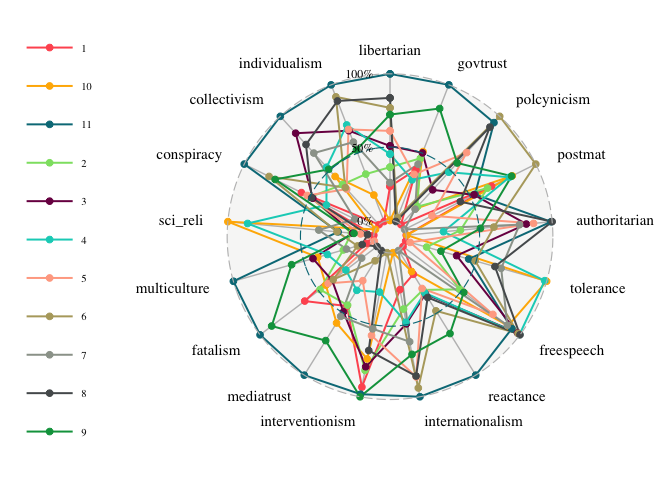 1
10
11
2
3
4
5
6
7
8
9
libertarian
govtrust
polcynicism
postmat
authoritarian
tolerance
freespeech
reactance
internationalism
interventionism
mediatrust
fatalism
multiculture
sci_reli
conspiracy
collectivism
individualism
100%
50%
0%